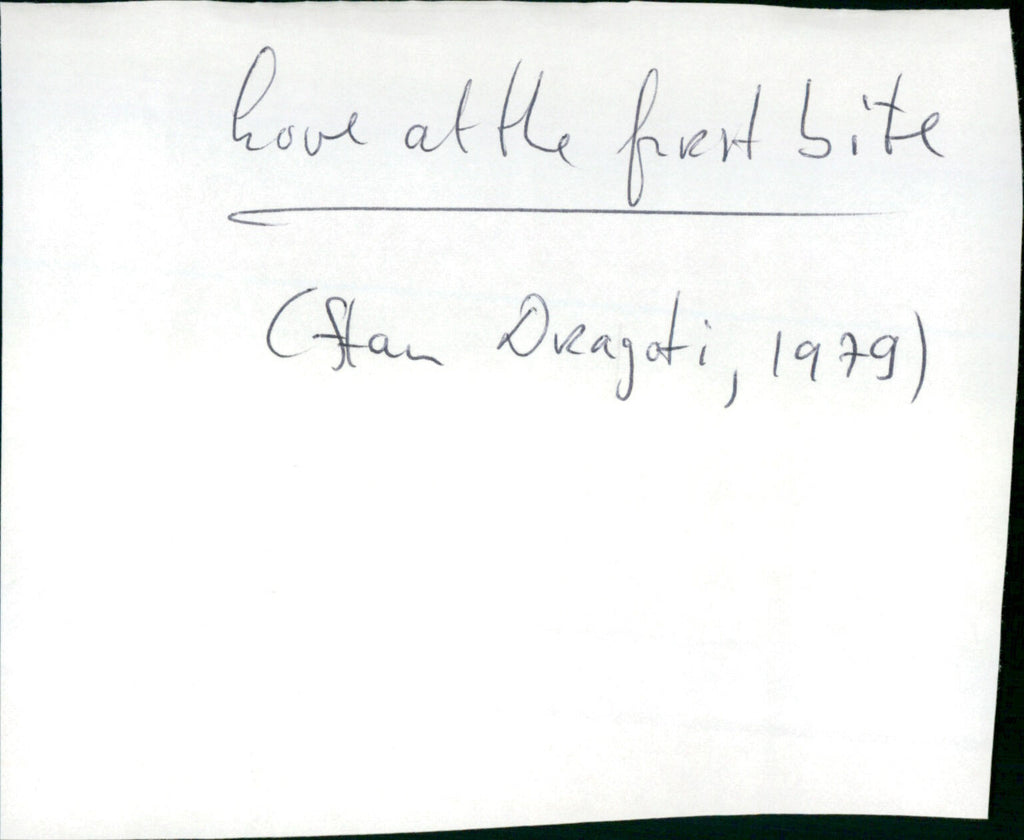 Love at the first bite
(Stan Dragoti, 1979)